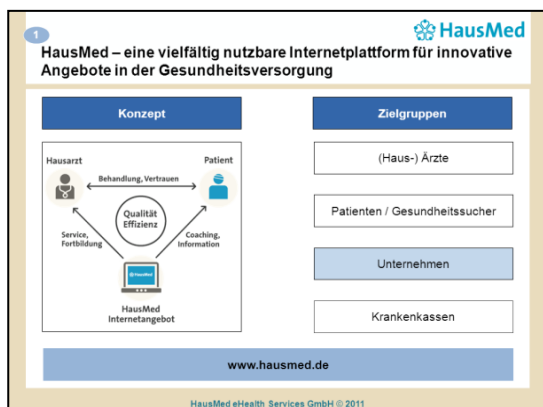 1
HausMed
HausMed – eine vielfältig nutzbare Internetplattform für innovative
Angebote in der Gesundheitsversorgung
Konzept
Hausarzt
Patient
Behandlung, Vertrauen
Qualität
Effizienz
Service,
Fortbildung
Coaching,
Information
HausMed
HausMed
Internetangebot
Zielgruppen
(Haus-) Ärzte
Patienten / Gesundheitssucher
Unternehmen
Krankenkassen
www.hausmed.de
HausMed eHealth Services GmbH © 2011